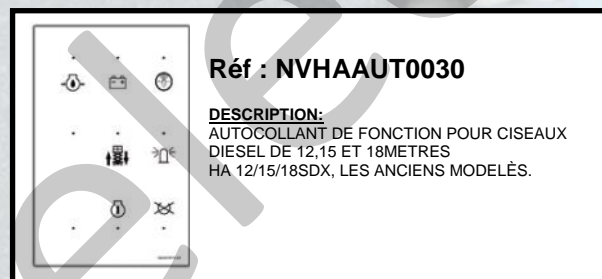 Réf : NVHAAUT0030
DESCRIPTION:
AUTOCOLLANT DE FONCTION POUR CISEAUX
DIESEL DE 12,15 ET 18METRES
HA 12/15/18SDX, LES ANCIENS MODELÈS.